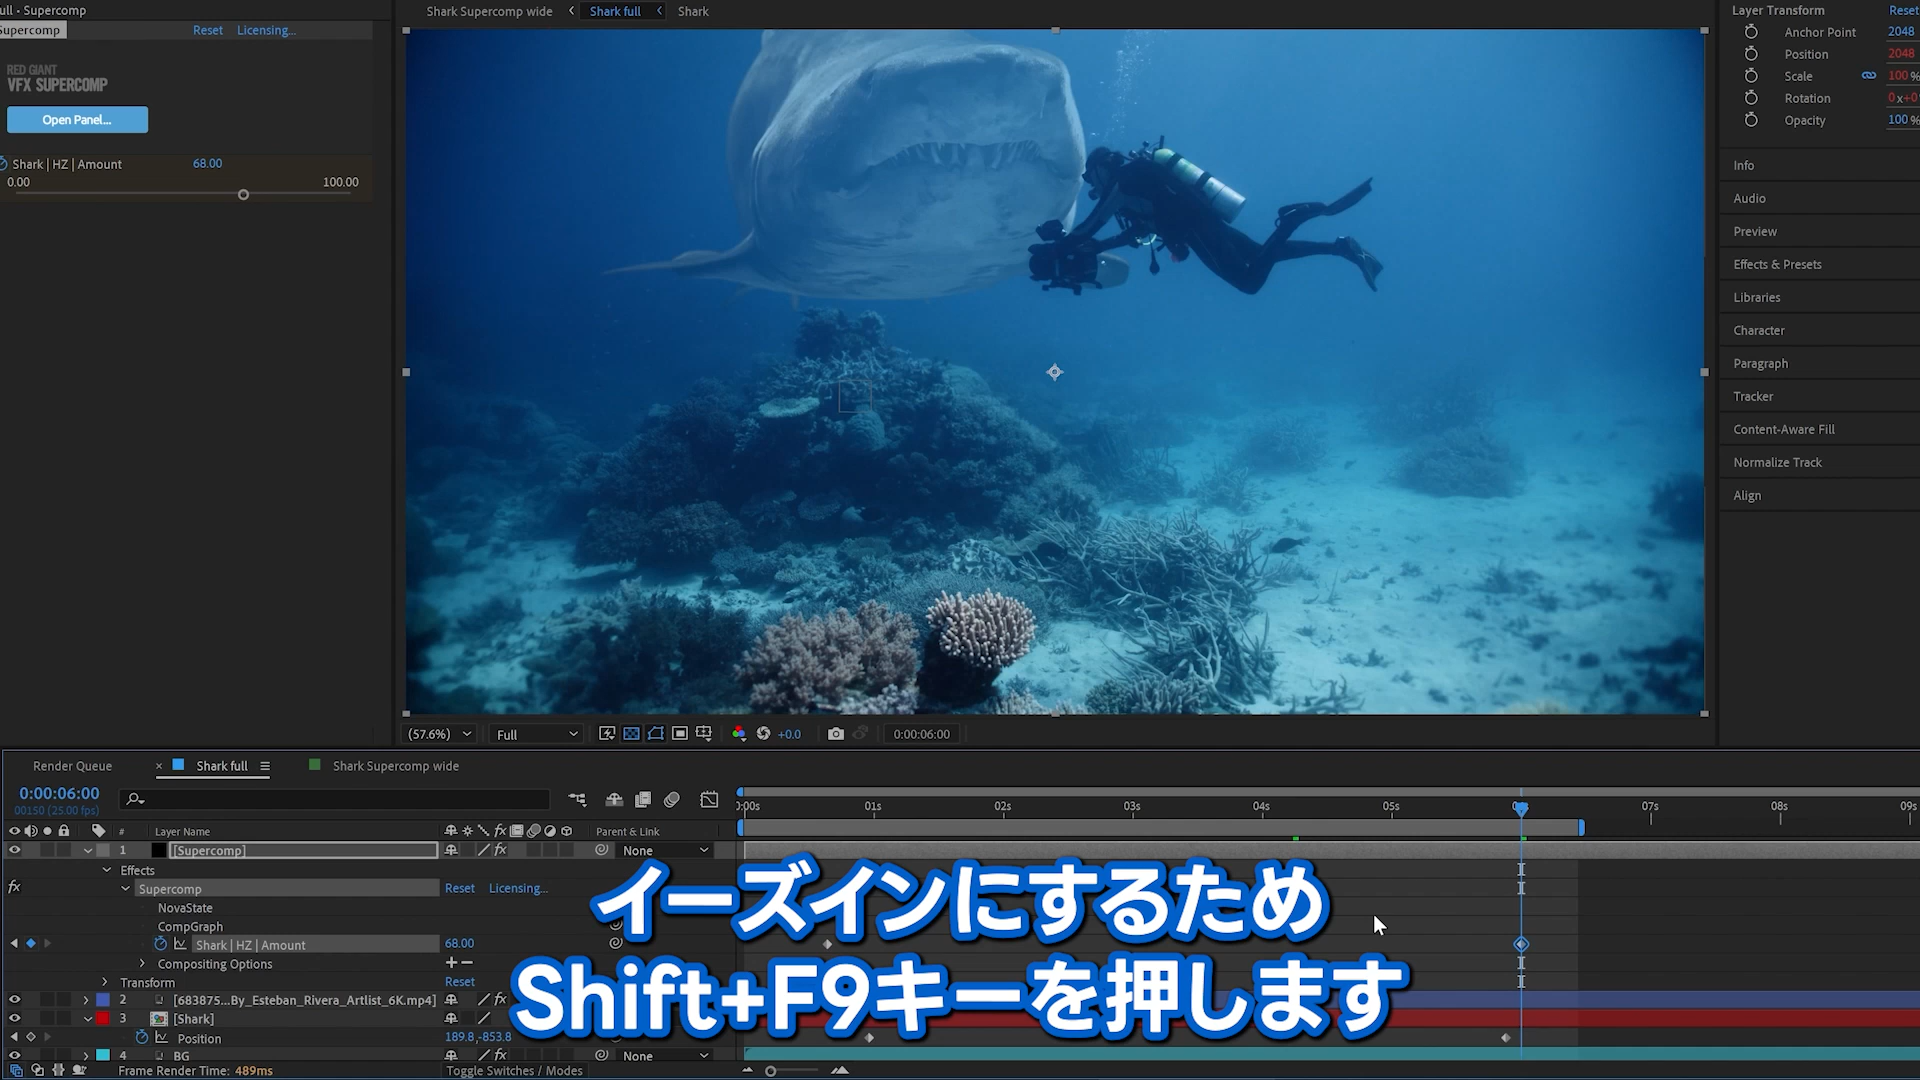 ull • Supercomp
Supercomp
Reset
Licensing...
RED GIANT
VFX SUPERCOMP
Open Panel...
Shark | HZ | Amount
68.00
0.00
100.00
Shark Supercomp wide
Shark full
Shark
Layer Transform
Reset
Anchor Point
2048
Position
2048
Scale
100 %
Rotation
0 x+0
Opacity
100 %
Info
Audio
Preview
Effects & Presets
Libraries
Character
Paragraph
Tracker
Content-Aware Fill
Normalize Track
Align
(57.6%)
Full
+0.0
0:00:06:00
Render Queue
Shark full
Shark Supercomp wide
0:00:06:00
00150 (25.00 fps)
0:00s
01s
02s
03s
04s
05s
07s
08s
09s
#
Layer Name
Parent & Link
1
[Supercomp]
None
Effects
Supercomp
Reset
Licensing...
NovaState
CompGraph
Shark | HZ | Amount
68.00
Compositing Options
Transform
Reset
2
[683875...By_Esteban_Rivera_Artlist_6K.mp4]
3
[Shark]
Position
189.8,-853.8
4
BG
None
Frame Render Time: 489ms
Toggle Switches / Modes
イーズインにするため
Shift+F9キーを押します